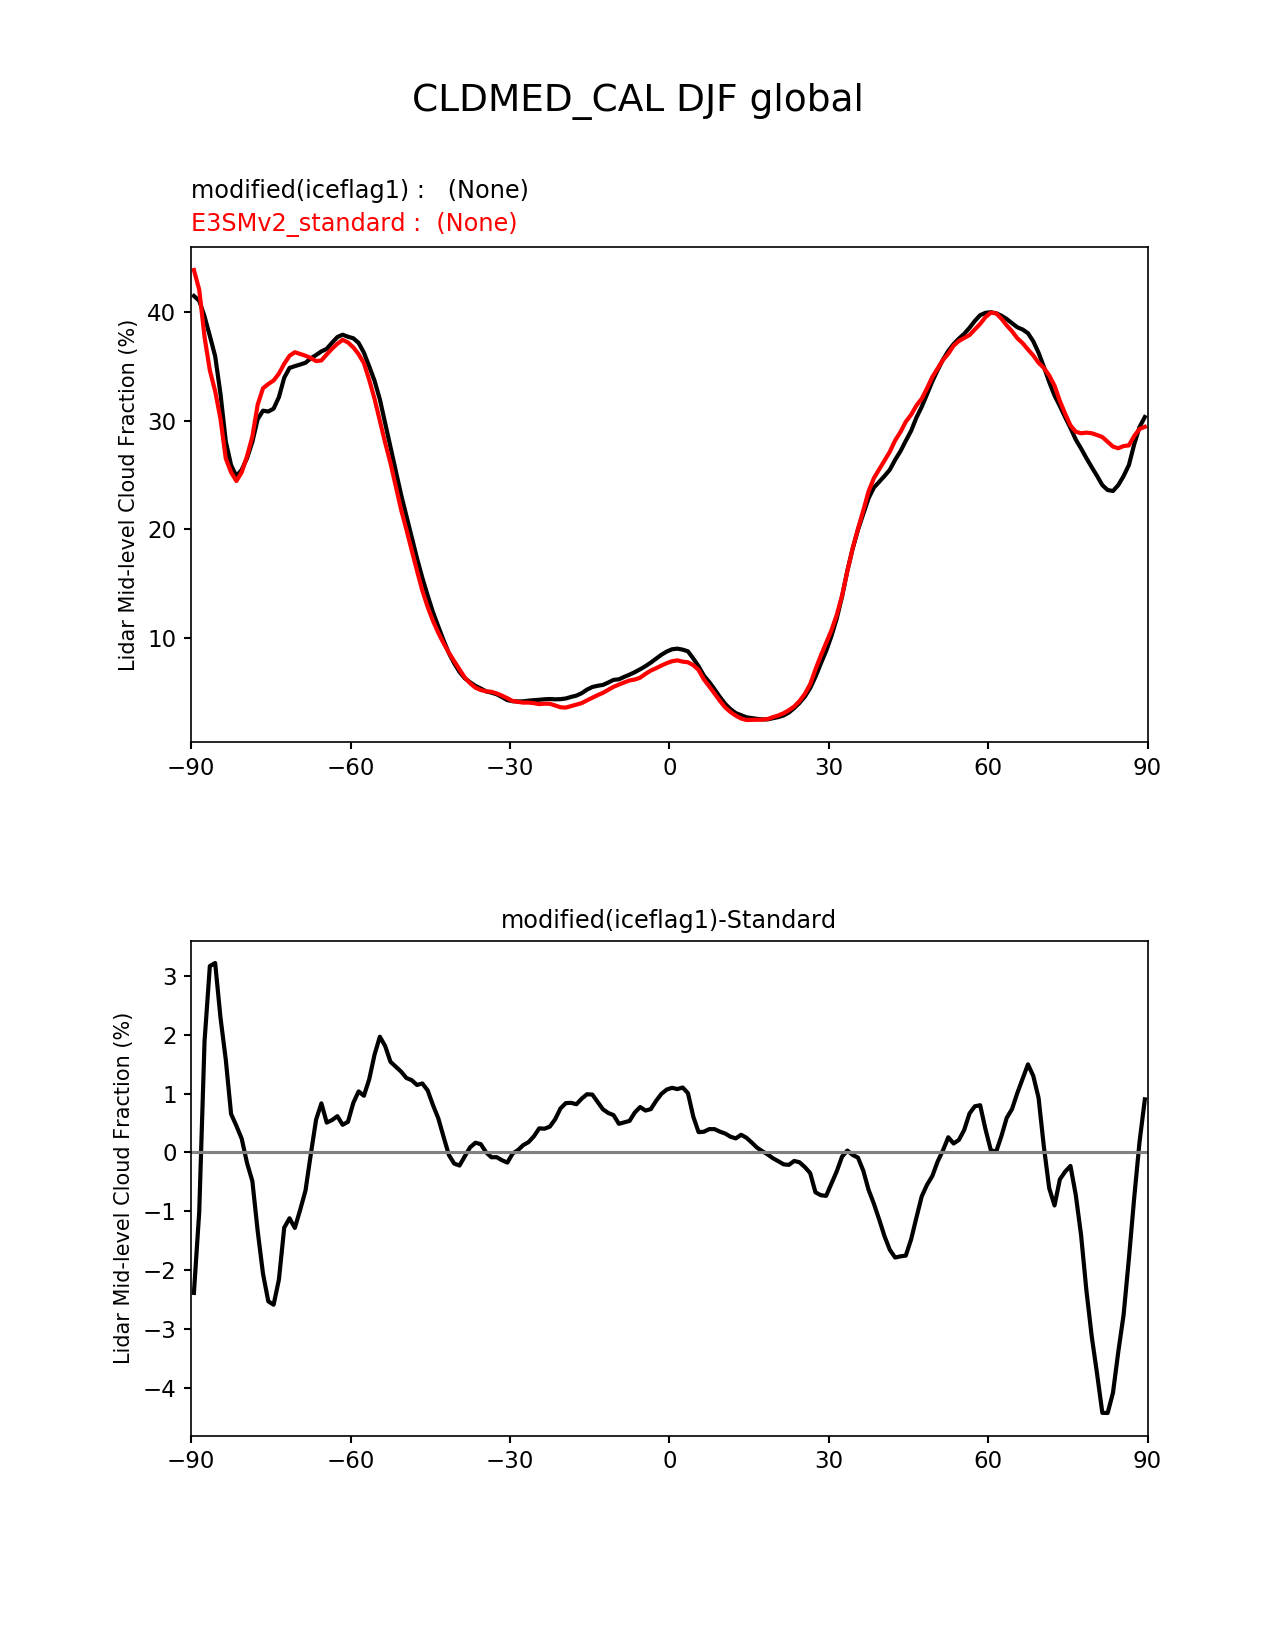 CLDMED_CAL DJF global
modified(iceflag1) :   (None)
E3SMv2_standard :  (None)
Lidar Mid-level Cloud Fraction (%)
40
30
20
10
−90 −60 −30 0 30 60 90
modified(iceflag1)-Standard
Lidar Mid-level Cloud Fraction (%)
3
2
1
0
−1
−2
−3
−4
−90 −60 −30 0 30 60 90